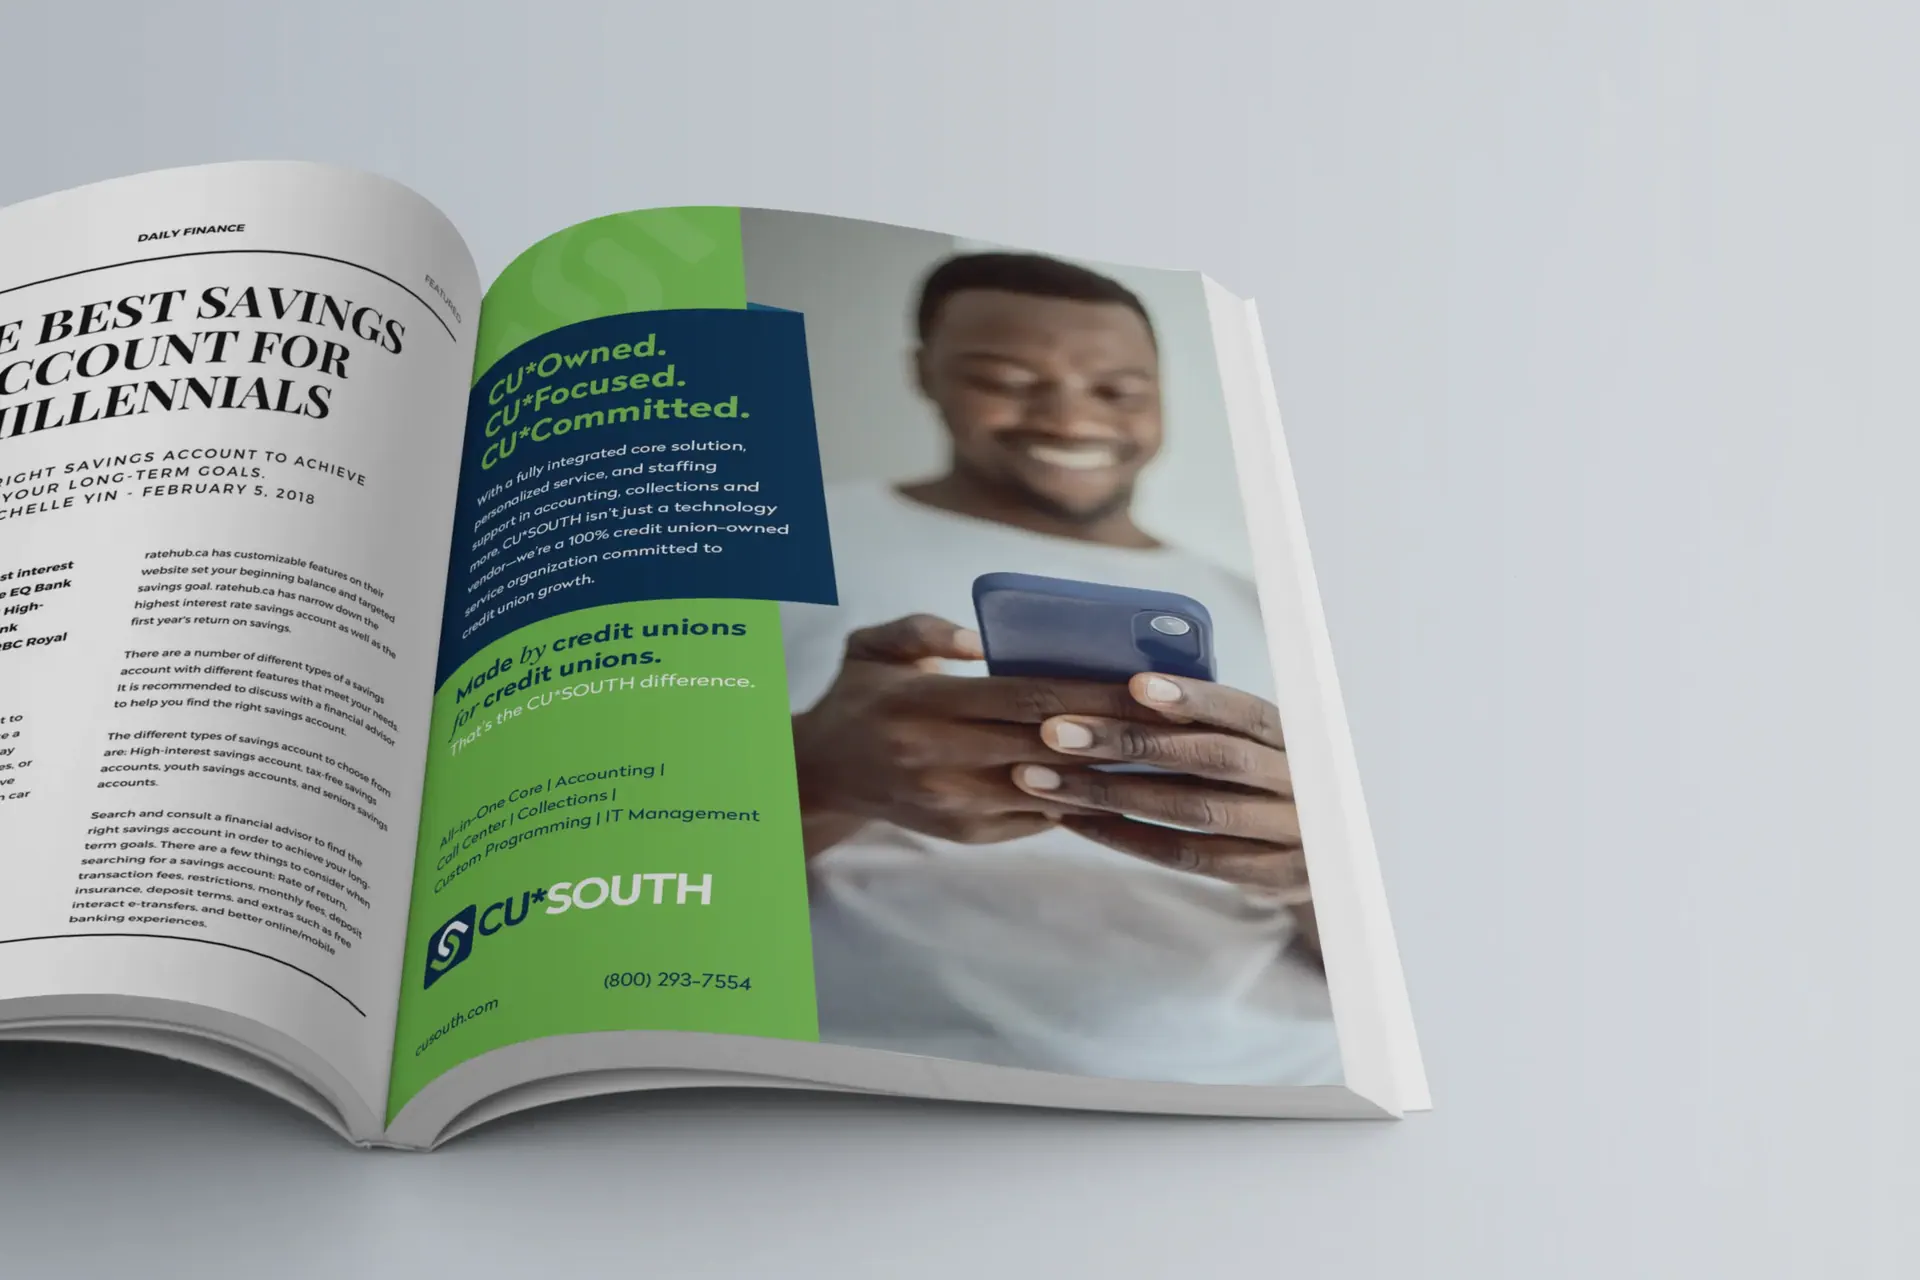 DAILY FINANCE
FEATURED
E BEST SAVINGS
CCOUNT FOR
ILLENNIALS
RIGHT SAVINGS ACCOUNT TO ACHIEVE
YOUR LONG-TERM GOALS.
CHELLE YIN - FEBRUARY 5, 2018
st interest
e EQ Bank
High-
nk
RBC Royal
t to
e a
ay
es, or
ve
n car
ratehub.ca has customizable features on their
website set your beginning balance and targeted
savings goal. ratehub.ca has narrow down the
highest interest rate savings account as well as the
first year's return on savings.
There are a number of different types of a savings
account with different features that meet your needs.
It is recommended to discuss with a financial advisor
to help you find the right savings account.
The different types of savings account to choose from
are: High-interest savings account, tax-free savings
accounts, youth savings accounts, and seniors savings
accounts.
Search and consult a financial advisor to find the
right savings account in order to achieve your long-
term goals. There are a few things to consider when
searching for a savings account: Rate of return,
transaction fees, restrictions, monthly fees, deposit
insurance, deposit terms, and extras such as free
interact e-transfers, and better online/mobile
banking experiences.
CU*Owned.
CU*Focused.
CU*Committed.
With a fully integrated core solution,
personalized service, and staffing
support in accounting, collections and
more, CU*SOUTH isn't just a technology
vendor—we're a 100% credit union-owned
service organization committed to
credit union growth.
Made by credit unions
for credit unions.
That's the CU*SOUTH difference.
All-in-One Core | Accounting |
Call Center | Collections |
Custom Programming | IT Management
CU*SOUTH
(800) 293-7554
cusouth.com